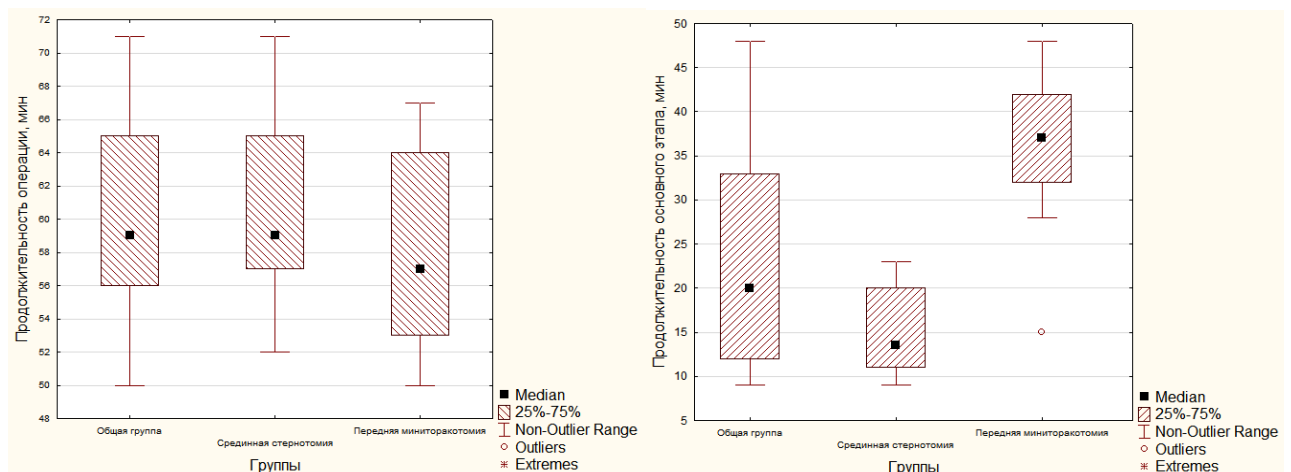 Продолжительность операции, мин
72
70
68
66
64
62
60
58
56
54
52
50
48
Общая группа
Срединная стернотомия
Передняя миниторакотомия
Группы
Median
25%-75%
Non-Outlier Range
Outliers
Extremes
Продолжительность основного этапа, мин
50
45
40
35
30
25
20
15
10
5
Общая группа
Срединная стернотомия
Передняя миниторакотомия
Группы
Median
25%-75%
Non-Outlier Range
Outliers
Extremes